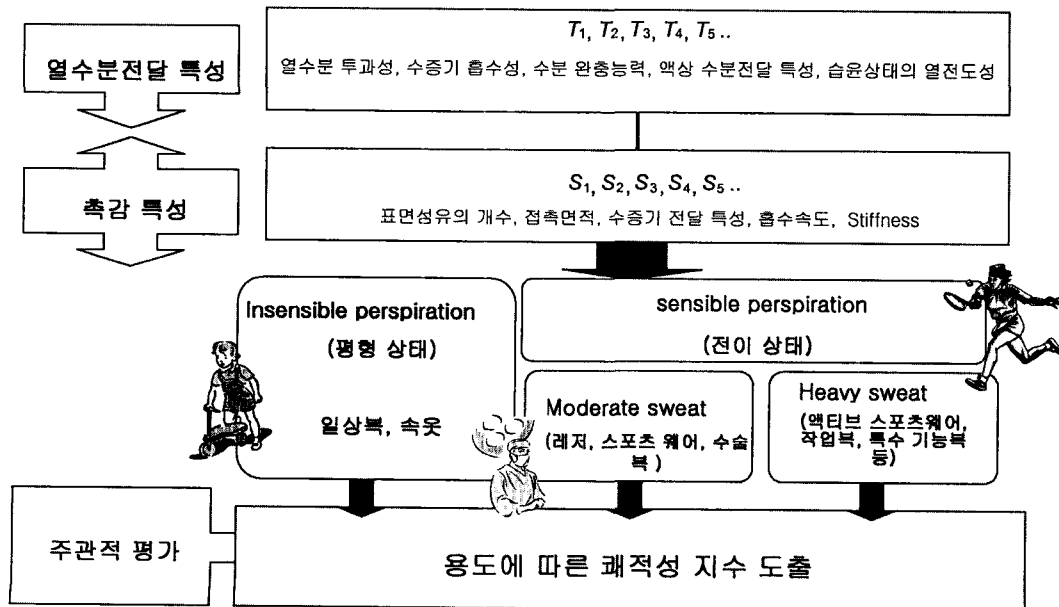 T1, T2, T3, T4, T5 ..
열수분전달 특성
열수분 투과성, 수증기 흡수성, 수분 완충능력, 액상 수분전달 특성, 습윤상태의 열전도성
S1, S2, S3, S4, S5 ..
촉감 특성
표면섬유의 개수, 접촉면적, 수증기 전달 특성, 흡수속도, Stiffness
Insensible perspiration
(평형 상태)
일상복, 속옷
sensible perspiration
(전이 상태)
Moderate sweat
(레저, 스포츠 웨어, 수술
복 )
Heavy sweat
(액티브 스포츠웨어,
작업복, 특수 기능복
등)
주관적 평가
용도에 따른 쾌적성 지수 도출